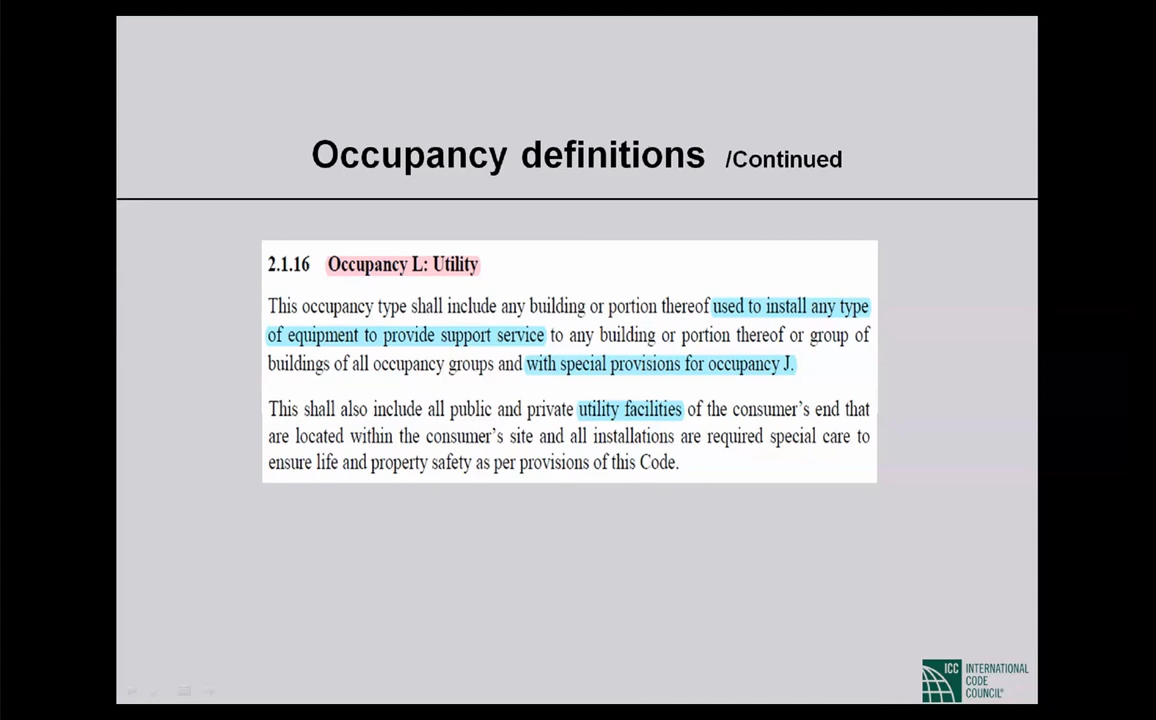 Occupancy definitions /Continued
2.1.16 Occupancy L: Utility
This occupancy type shall include any building or portion thereof used to install any type
of equipment to provide support service to any building or portion thereof or group of
buildings of all occupancy groups and with special provisions for occupancy J.
This shall also include all public and private utility facilities of the consumer's end that
are located within the consumer's site and all installations are required special care to
ensure life and property safety as per provisions of this Code.
ICC INTERNATIONAL
CODE
COUNCIL®